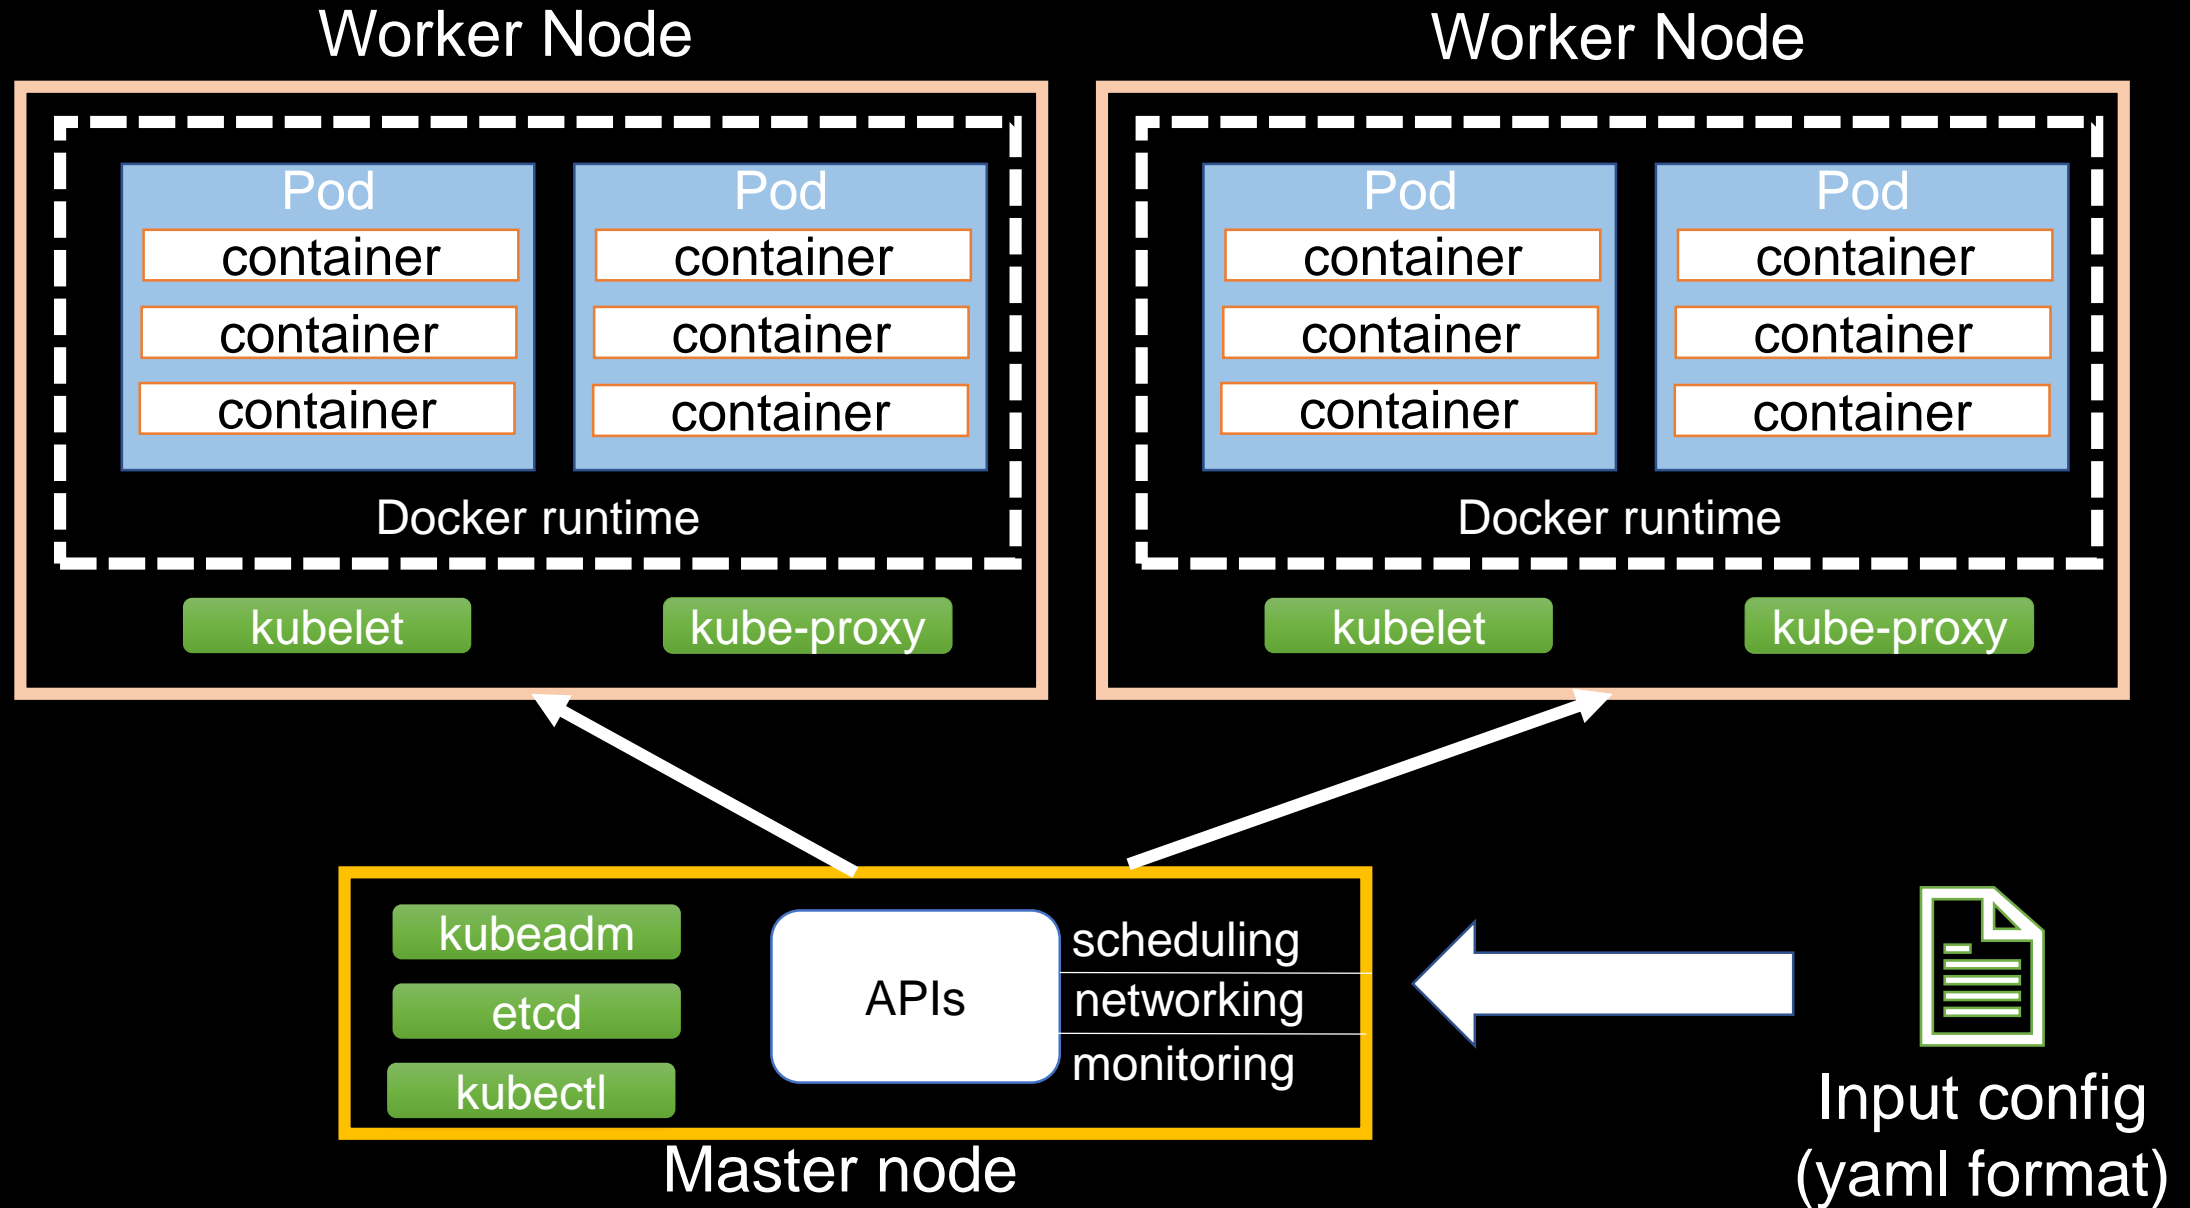 Worker Node
Pod
container
container
container
Pod
container
container
container
Docker runtime
kubelet
kube-proxy
Worker Node
Pod
container
container
container
Pod
container
container
container
Docker runtime
kubelet
kube-proxy
kubeadm
etcd
kubectl
APIs
scheduling
networking
monitoring
Master node
Input config
(yaml format)